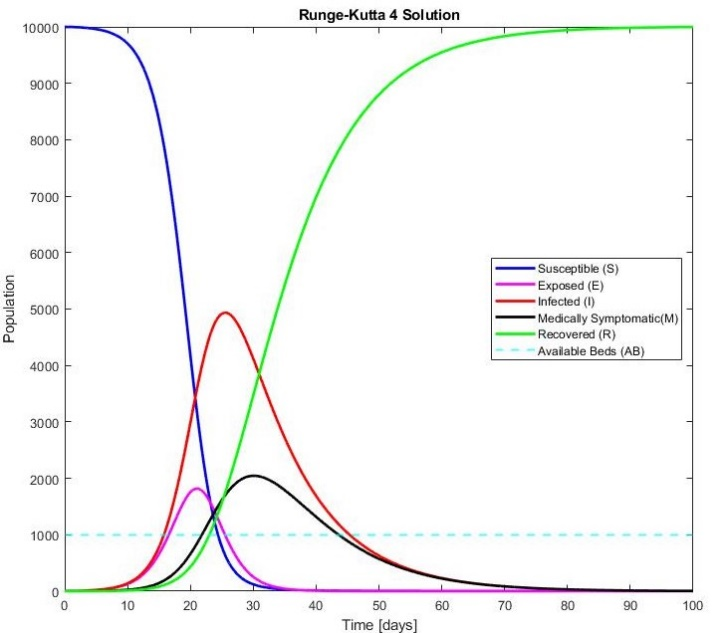 Runge-Kutta 4 Solution
10000
9000
8000
7000
6000
5000
4000
3000
2000
1000
0
Population
Susceptible (S)
Exposed (E)
Infected (I)
Medically Symptomatic(M)
Recovered (R)
Available Beds (AB)
0 10 20 30 40 50 60 70 80 90 100
Time [days]